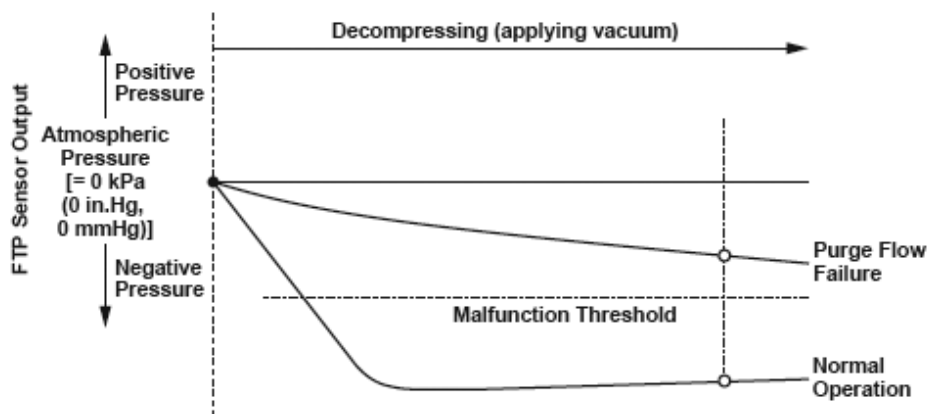 Decompressing (applying vacuum)
Positive
Pressure
FTP Sensor Output
Atmospheric
Pressure
[= 0 kPa
(0 in.Hg,
0 mmHg)]
Negative
Pressure
Purge Flow
Failure
Malfunction Threshold
Normal
Operation